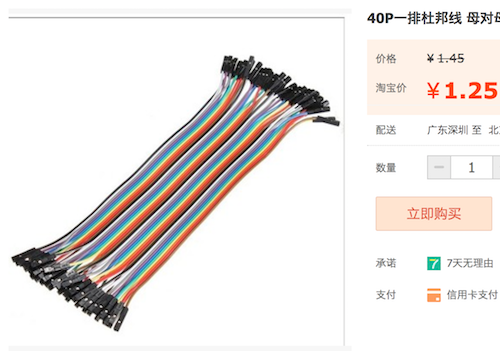 40P一排杜邦线 母对母
价格
¥ 1.45
淘宝价
¥ 1.25
配送
广东深圳 至 北
数量
1
立即购买
承诺
7 7天无理由
支付
信用卡支付